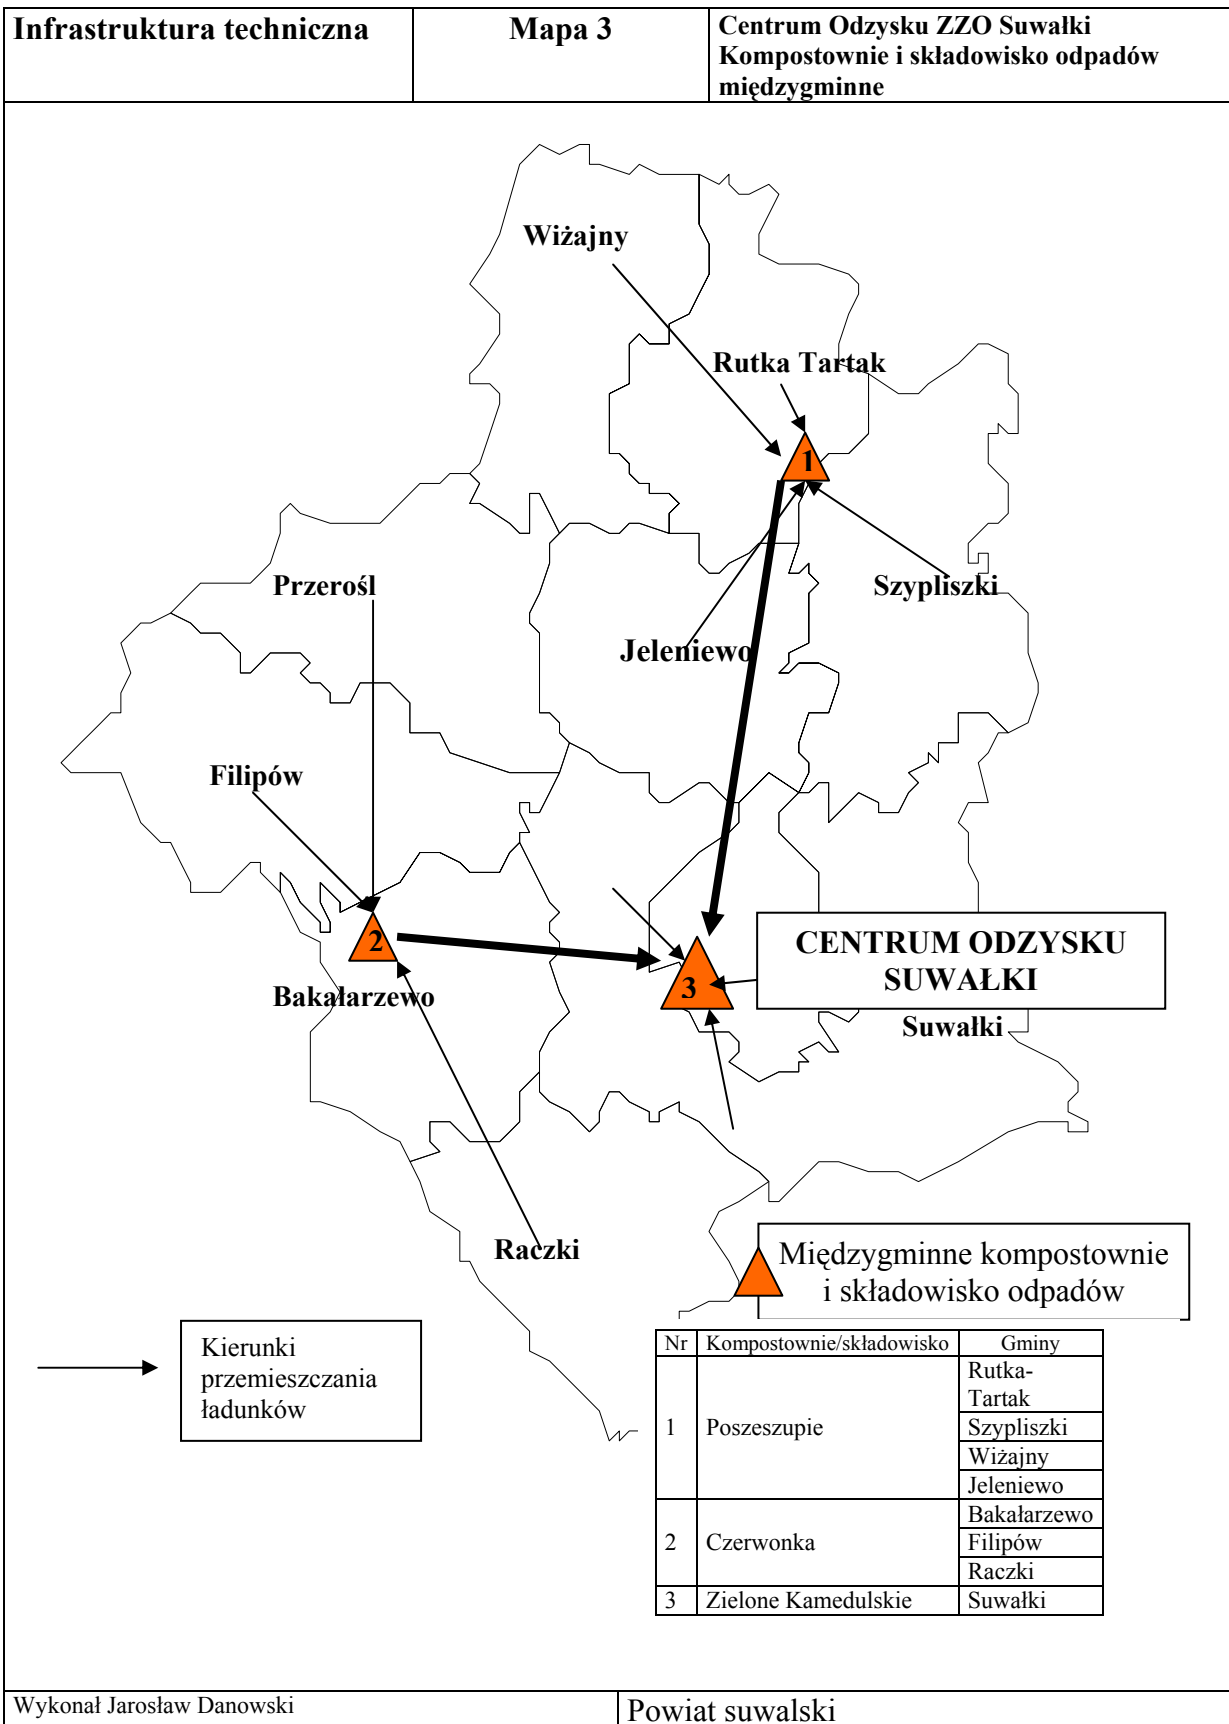 Infrastruktura techniczna
Mapa 3
Centrum Odzysku ZZO Suwałki
Kompostownie i składowisko odpadów
międzygminne
Wiżajny
Rutka Tartak
1
Przerośl
Szypliszki
Jeleniewo
Filipów
2
Bakałarzewo
3
CENTRUM ODZYSKU
SUWAŁKI
Suwałki
Raczki
Międzygminne kompostownie
i składowisko odpadów
Kierunki
przemieszczania
ładunków
Nr Kompostownie/składowisko Gminy
1 Poszeszupie Rutka-
Tartak
Szypliszki
Wiżajny
Jeleniewo
2 Czerwonka Bakałarzewo
Filipów
Raczki
3 Zielone Kamedulskie Suwałki
Wykonał Jarosław Danowski
Powiat suwalski